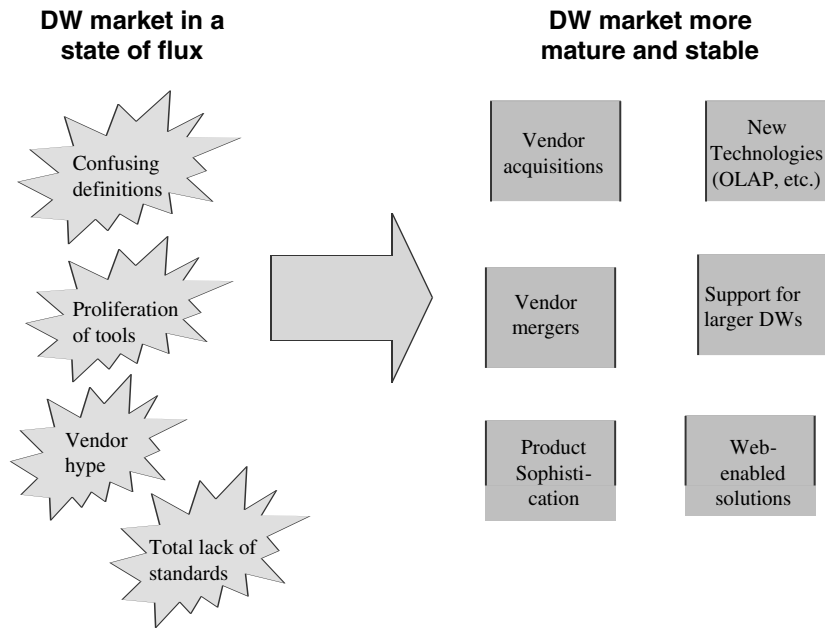 DW market in a
state of flux
DW market more
mature and stable
Confusing
definitions
Proliferation
of tools
Vendor
hype
Total lack of
standards
Vendor
acquisitions
New
Technologies
(OLAP, etc.)
Vendor
mergers
Support for
larger DWs
Product
Sophisti-
cation
Web-
enabled
solutions